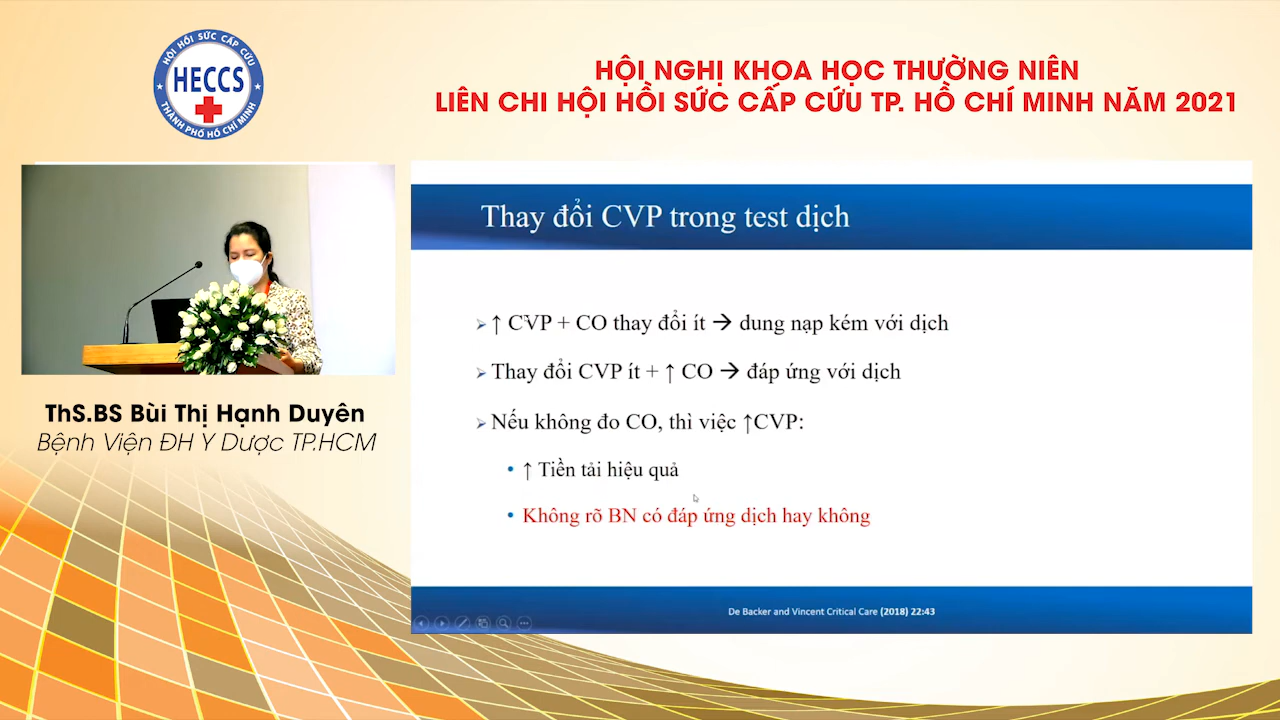 HỘI HỒI SỨC CẤP CỨU
HECCS
THÀNH PHỐ HỒ CHÍ MINH
HỘI NGHỊ KHOA HỌC THƯỜNG NIÊN
LIÊN CHI HỘI HỒI SỨC CẤP CỨU TP. HỒ CHÍ MINH NĂM 2021
ThS.BS Bùi Thị Hạnh Duyên
Bệnh Viện ĐH Y Dược TP.HCM
Thay đổi CVP trong test dịch
➢ ↑ CVP + CO thay đổi ít → dung nạp kém với dịch
➢ Thay đổi CVP ít + ↑ CO → đáp ứng với dịch
➢ Nếu không đo CO, thì việc ↑CVP:
• ↑ Tiền tải hiệu quả
• Không rõ BN có đáp ứng dịch hay không
De Backer and Vincent Critical Care (2018) 22:43